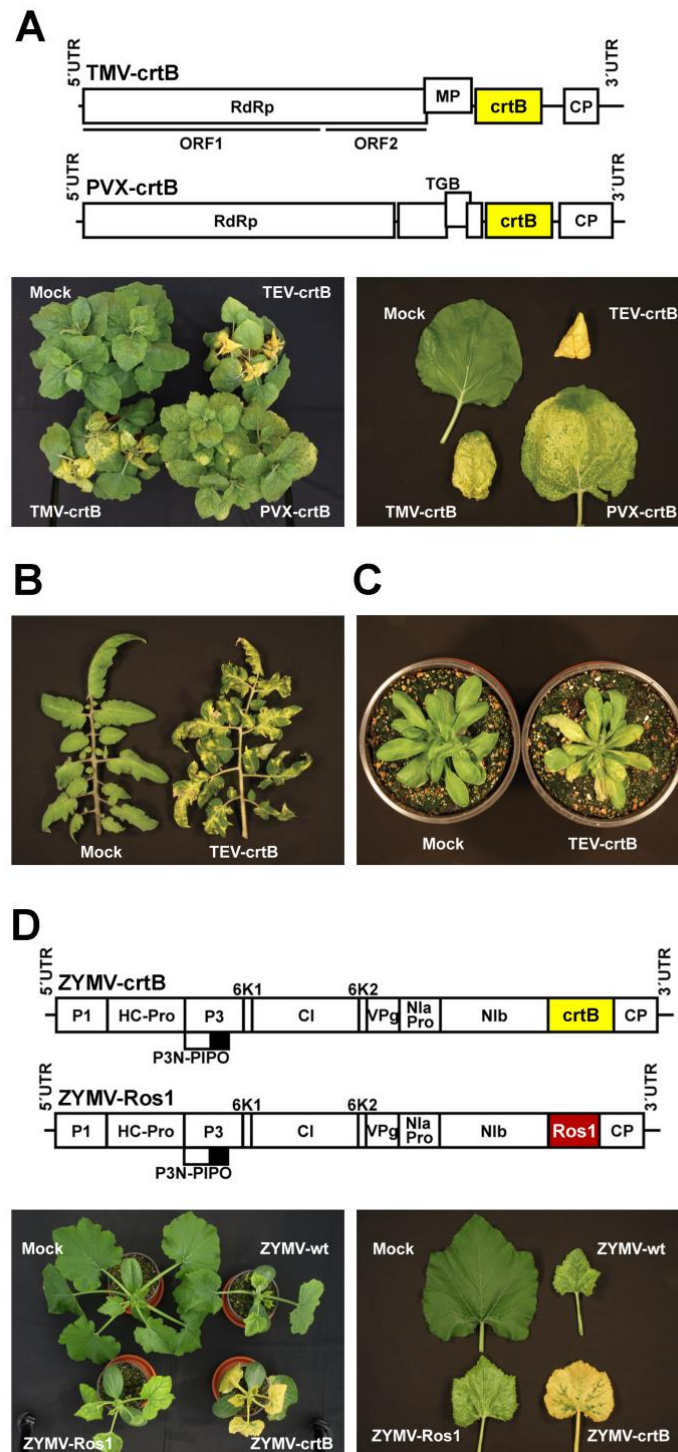 A
5´UTR
3´UTR
TMV-crtB
RdRp
MP
crtB
CP
ORF1
ORF2
5´UTR
3´UTR
PVX-crtB
TGB
RdRp
crtB
CP
Mock
TEV-crtB
TMV-crtB
PVX-crtB
Mock
TEV-crtB
TMV-crtB
PVX-crtB
B
Mock
TEV-crtB
C
Mock
TEV-crtB
D
5´UTR
3´UTR
ZYMV-crtB
6K1
6K2
P1
HC-Pro
P3
CI
VPg
NIa
Pro
NIb
crtB
CP
P3N-PIPO
5´UTR
3´UTR
ZYMV-Ros1
6K1
6K2
P1
HC-Pro
P3
CI
VPg
NIa
Pro
NIb
Ros1
CP
P3N-PIPO
Mock
ZYMV-wt
ZYMV-Ros1
ZYMV-crtB
Mock
ZYMV-wt
ZYMV-Ros1
ZYMV-crtB